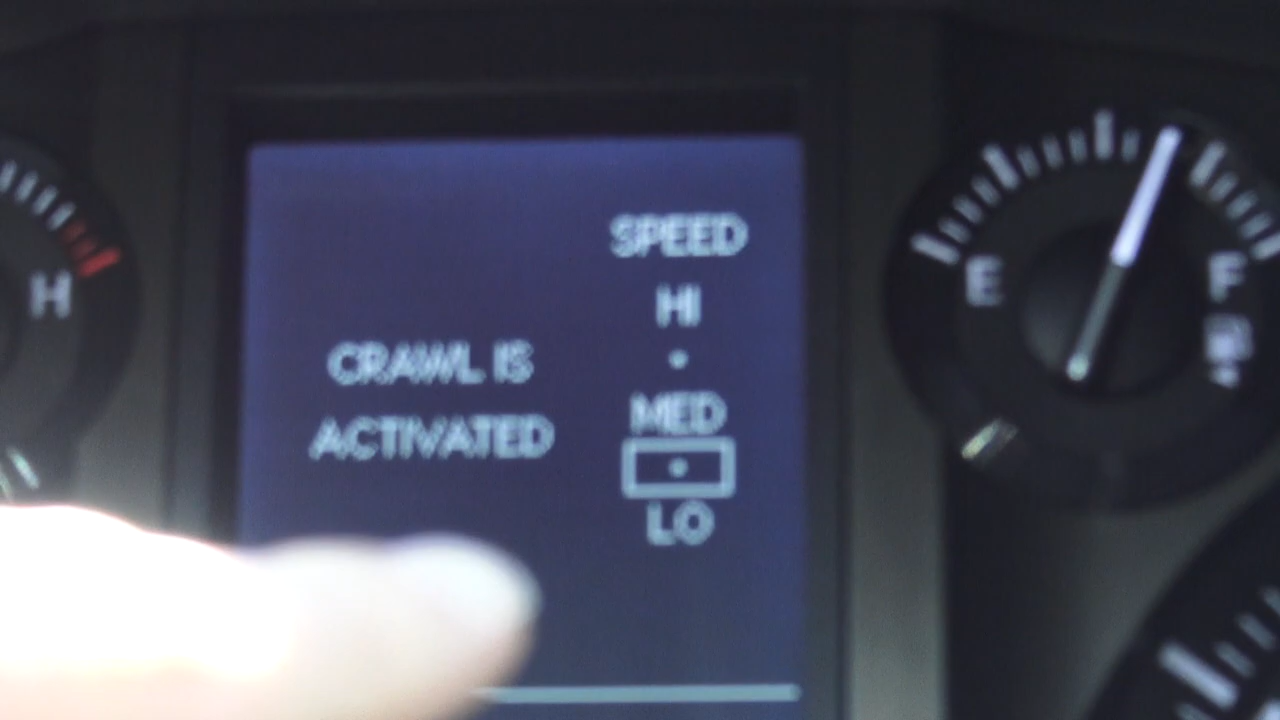 H
CRAWL IS
ACTIVATED
SPEED
HI
MED
LO
E
F